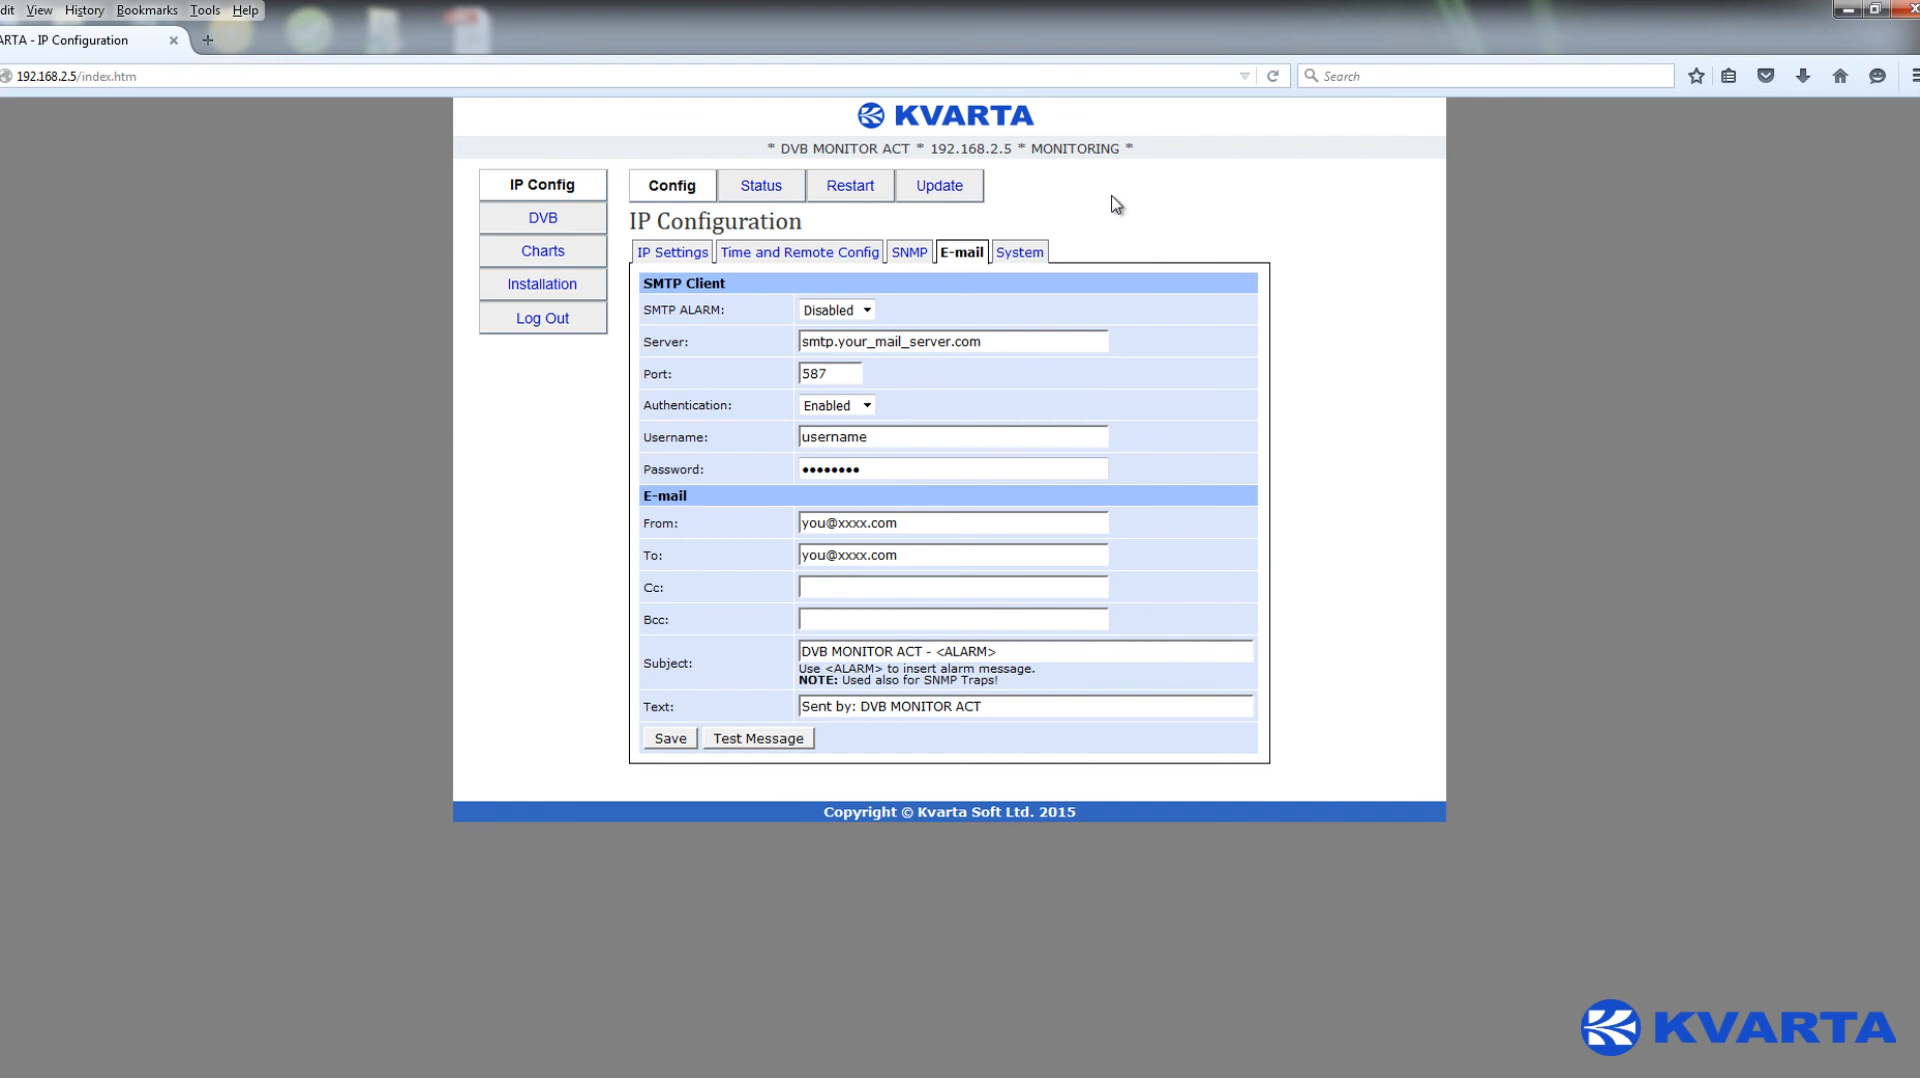 dit View History Bookmarks Tools Help
ARTA - IP Configuration
192.168.2.5/index.htm
Search
KVARTA
* DVB MONITOR ACT * 192.168.2.5 * MONITORING *
IP Config
DVB
Charts
Installation
Log Out
Config Status Restart Update
IP Configuration
IP Settings Time and Remote Config SNMP E-mail System
SMTP Client
SMTP ALARM: Disabled
Server: smtp.your_mail_server.com
Port: 587
Authentication: Enabled
Username: username
Password: ••••••••
E-mail
From: you@xxxx.com
To: you@xxxx.com
Cc:
Bcc:
Subject: DVB MONITOR ACT - <ALARM>
Use <ALARM> to insert alarm message.
NOTE: Used also for SNMP Traps!
Text: Sent by: DVB MONITOR ACT
Save Test Message
Copyright © Kvarta Soft Ltd. 2015
KVARTA